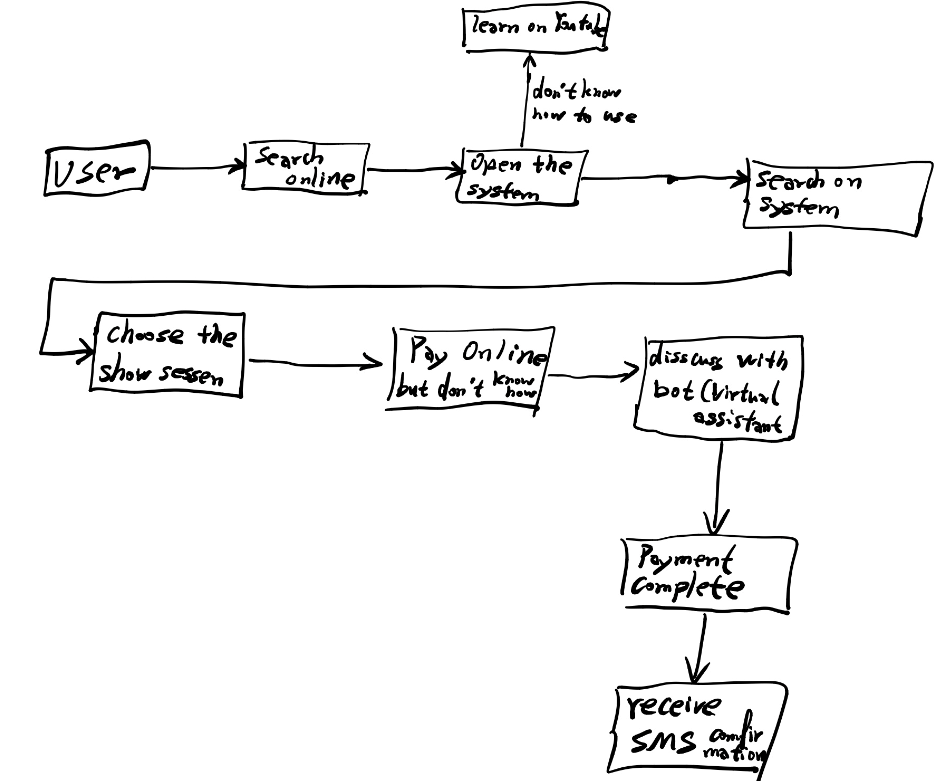 learn on Youtube
don't know
how to use
User
Search
online
open the
system
search on
system
choose the
show sessen
Pay Online
but don't know how
disscuss with
bot (virtual
assistant
Payment
complete
receive
SMS confir
mation